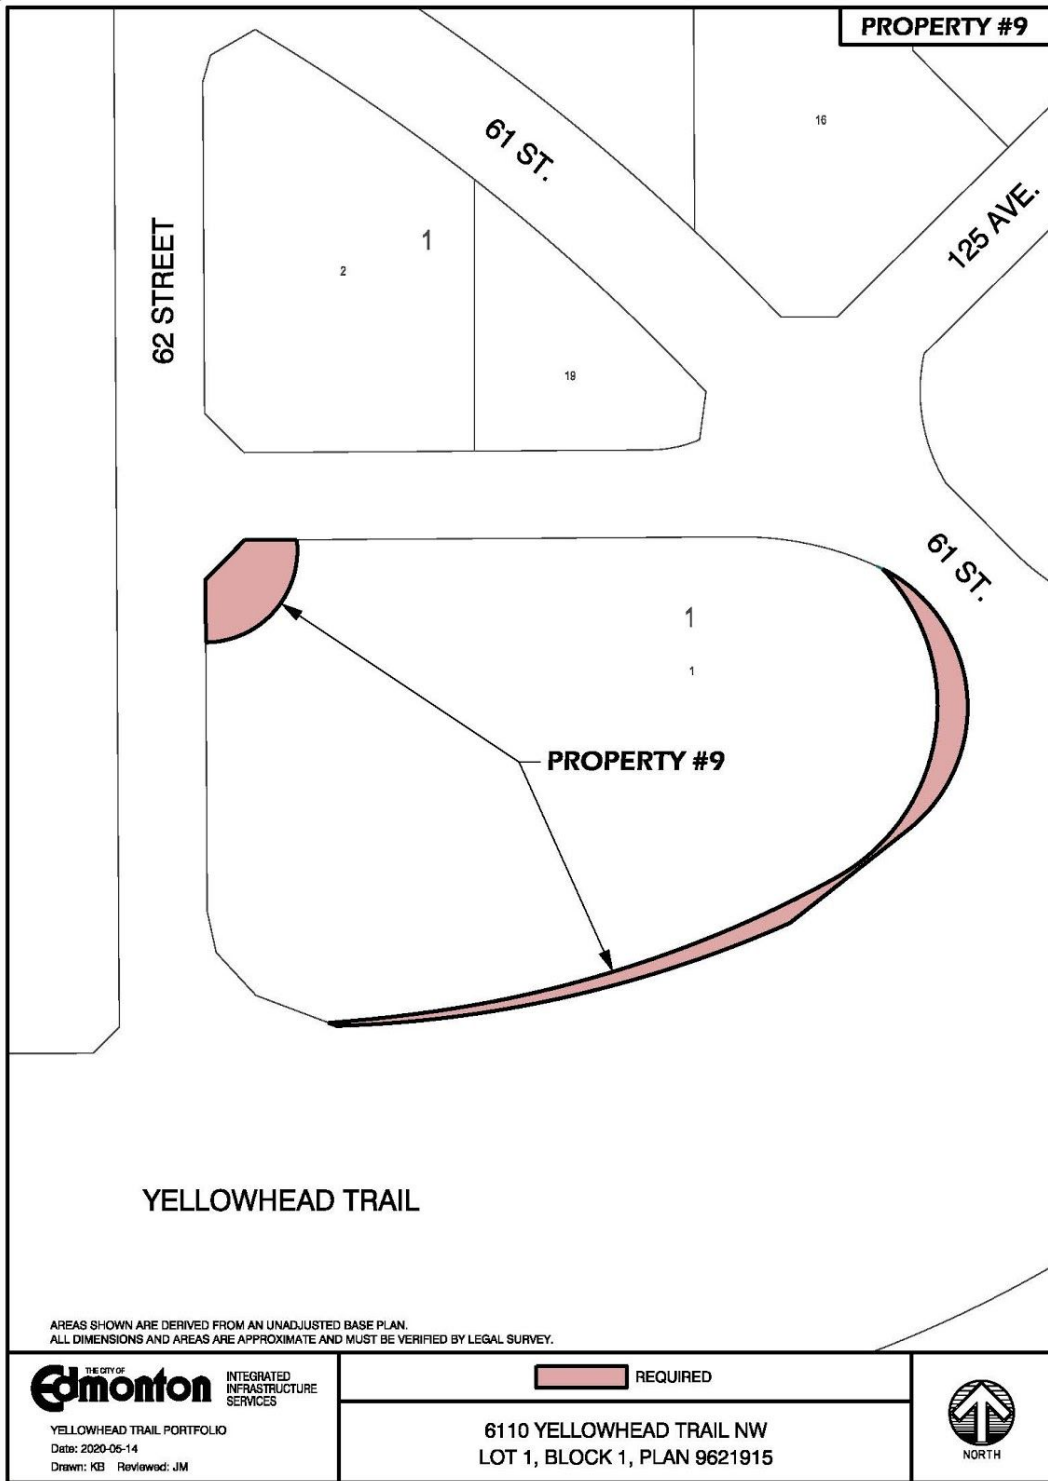 PROPERTY #9
61 ST.
16
125 AVE.
62 STREET
1
2
19
61 ST.
1
1
PROPERTY #9
YELLOWHEAD TRAIL
AREAS SHOWN ARE DERIVED FROM AN UNADJUSTED BASE PLAN.
ALL DIMENSIONS AND AREAS ARE APPROXIMATE AND MUST BE VERIFIED BY LEGAL SURVEY.
THE CITY OF
Edmonton
INTEGRATED
INFRASTRUCTURE
SERVICES
YELLOWHEAD TRAIL PORTFOLIO
Date: 2020-05-14
Drawn: KB Reviewed: JM
REQUIRED
6110 YELLOWHEAD TRAIL NW
LOT 1, BLOCK 1, PLAN 9621915
NORTH